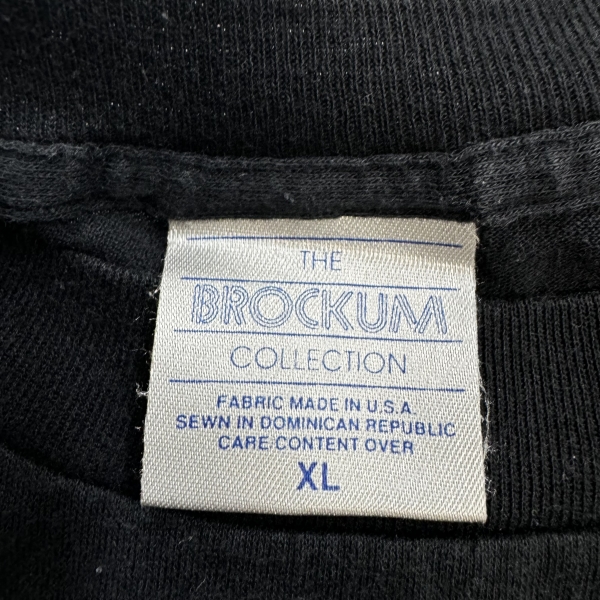 THE
BROCKUM
COLLECTION
FABRIC MADE IN U.S.A
SEWN IN DOMINICAN REPUBLIC
CARE-CONTENT OVER
XL